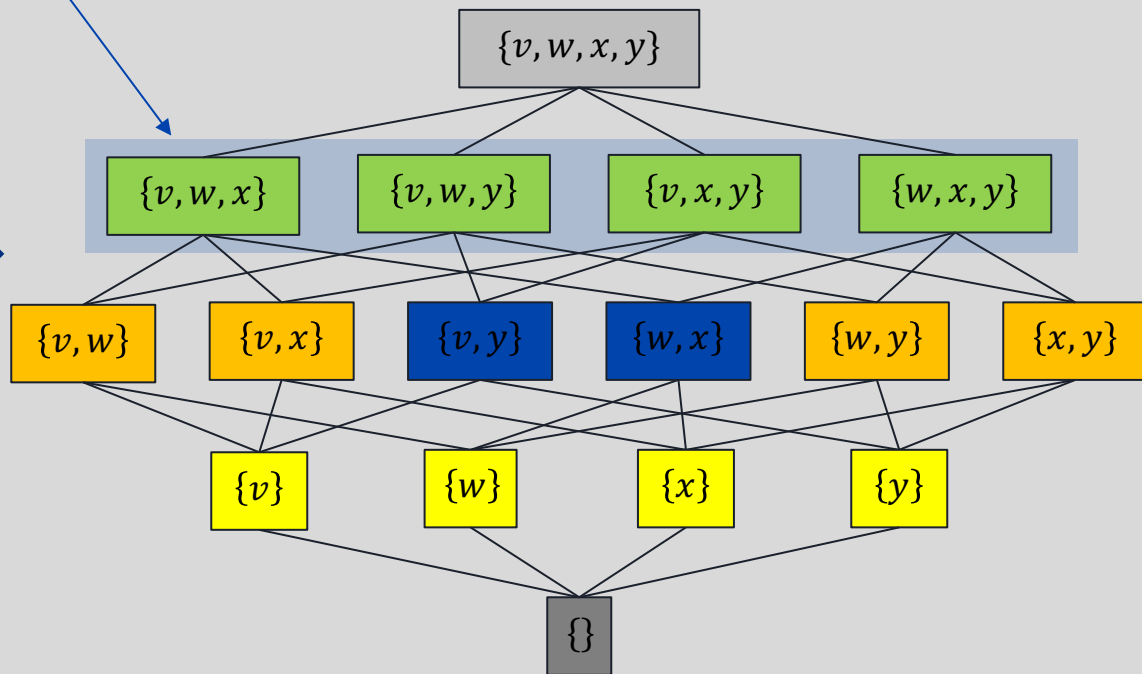 {v, w, x, y}
{v, w, x} {v, w, y} {v, x, y} {w, x, y}
{v, w} {v, x} {v, y} {w, x} {w, y} {x, y}
{v} {w} {x} {y}
{}